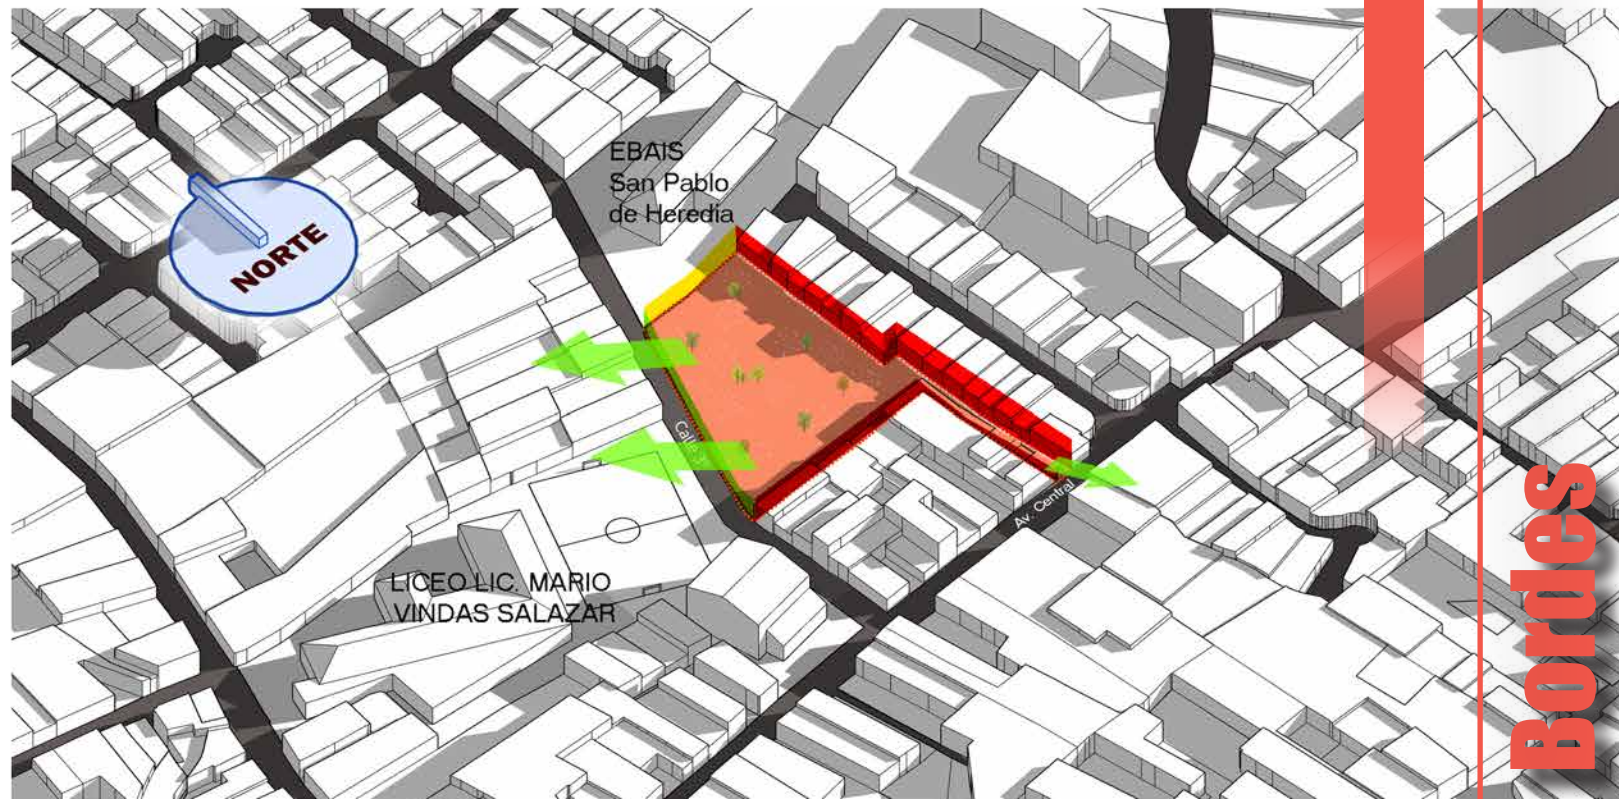 EBAIS
San Pablo
de Heredia
NORTE
Av. Central
LICEO LIC. MARIO
VINDAS SALAZAR
Bordes